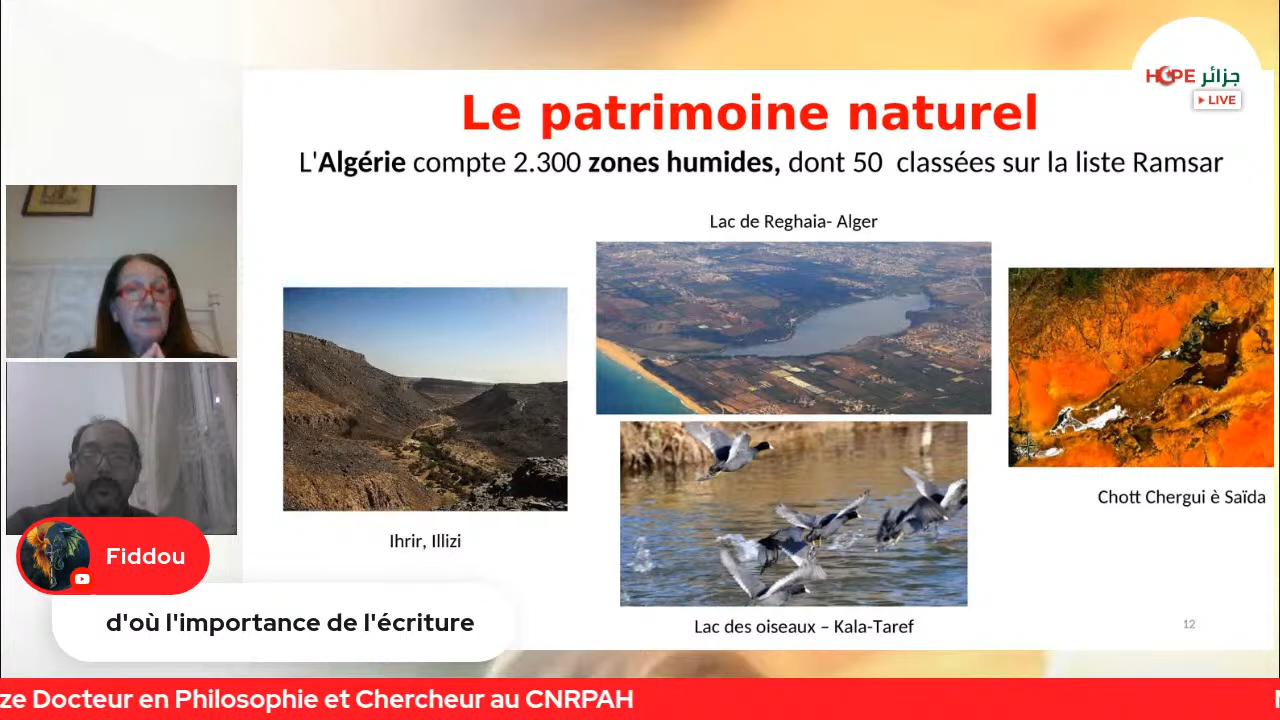 HOPE جزائر
LIVE
Le patrimoine naturel
L'Algérie compte 2.300 zones humides, dont 50 classées sur la liste Ramsar
Lac de Reghaia- Alger
Chott Chergui è Saïda
Ihrir, Illizi
Lac des oiseaux – Kala-Taref
12
Fiddou
d'où l'importance de l'écriture
ze Docteur en Philosophie et Chercheur au CNRPAH